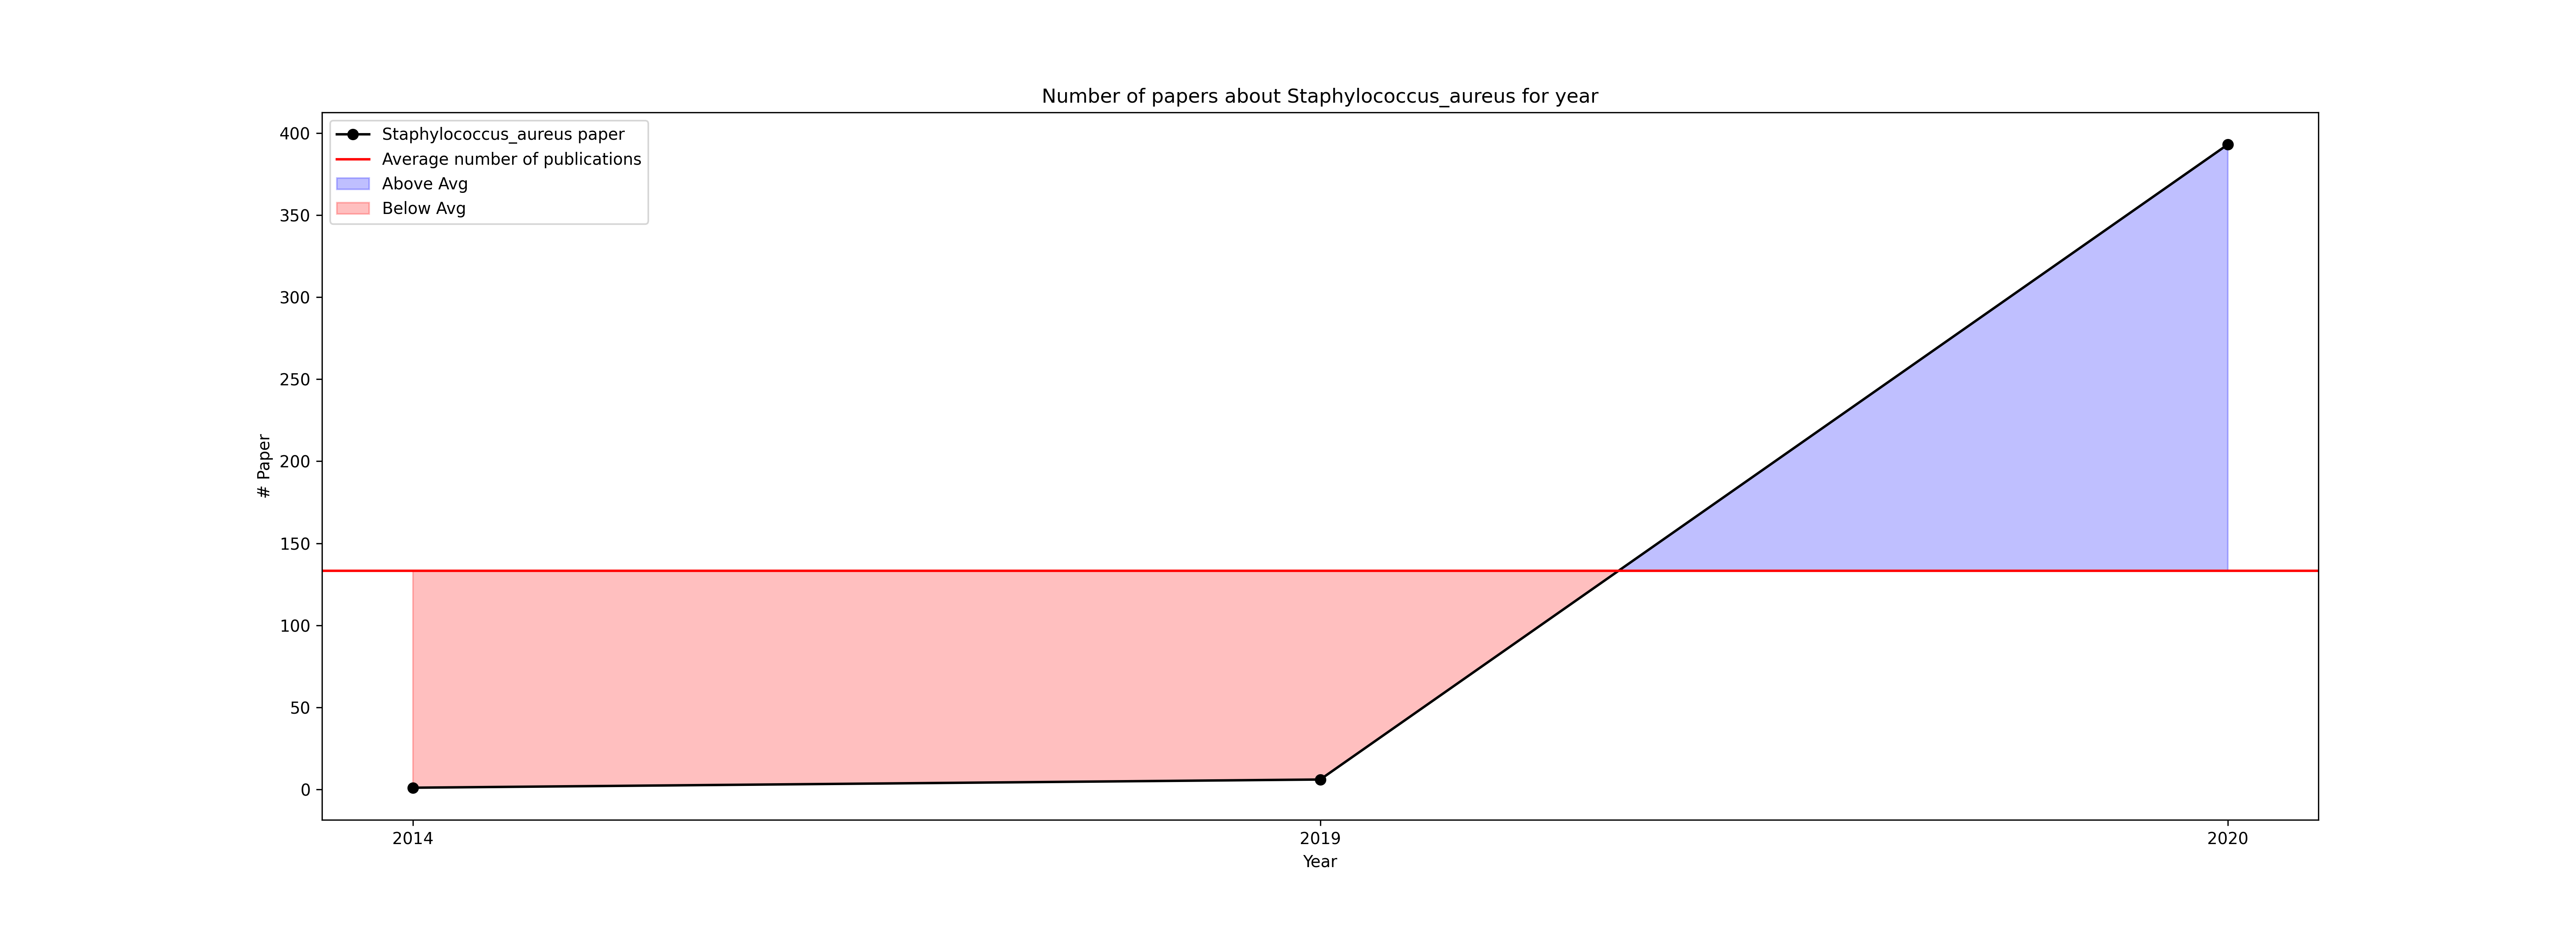 Number of papers about Staphylococcus_aureus for year
Staphylococcus_aureus paper
Average number of publications
Above Avg
Below Avg
# Paper
400
350
300
250
200
150
100
50
0
2014
2019
2020
Year